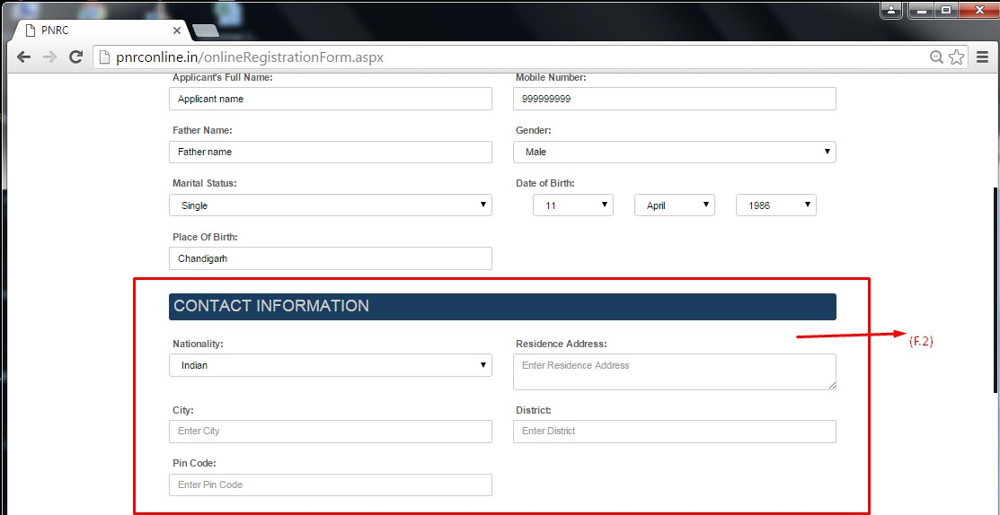 PNRC
pnrconline.in/onlineRegistrationForm.aspx
Applicant's Full Name: Mobile Number:
Applicant name 999999999
Father Name: Gender:
Father name Male
Marital Status: Date of Birth:
Single 11 April 1986
Place Of Birth:
Chandigarh
CONTACT INFORMATION
Nationality: Residence Address:
(F.2)
Indian Enter Residence Address
City: District:
Enter City Enter District
Pin Code:
Enter Pin Code